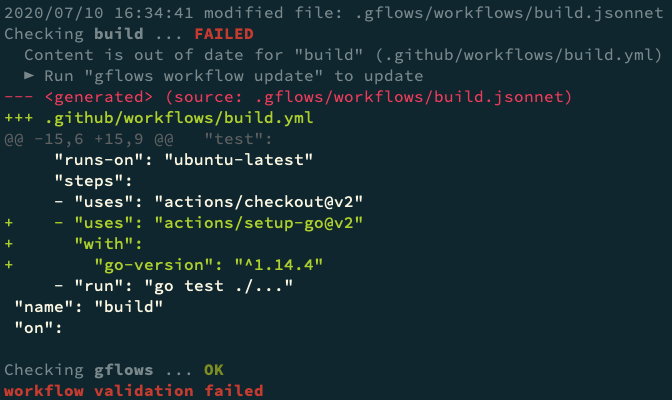 2020/07/10 16:34:41 modified file: .gflows/workflows/build.jsonnet
Checking build ... FAILED
  Content is out of date for "build" (.github/workflows/build.yml)
  ► Run "gflows workflow update" to update
--- <generated> (source: .gflows/workflows/build.jsonnet)
+++ .github/workflows/build.yml
@@ -15,6 +15,9 @@   "test":
     "runs-on": "ubuntu-latest"
     "steps":
     - "uses": "actions/checkout@v2"
+    - "uses": "actions/setup-go@v2"
+      "with":
+        "go-version": "^1.14.4"
     - "run": "go test ./..."
 "name": "build"
 "on":

Checking gflows ... OK
workflow validation failed